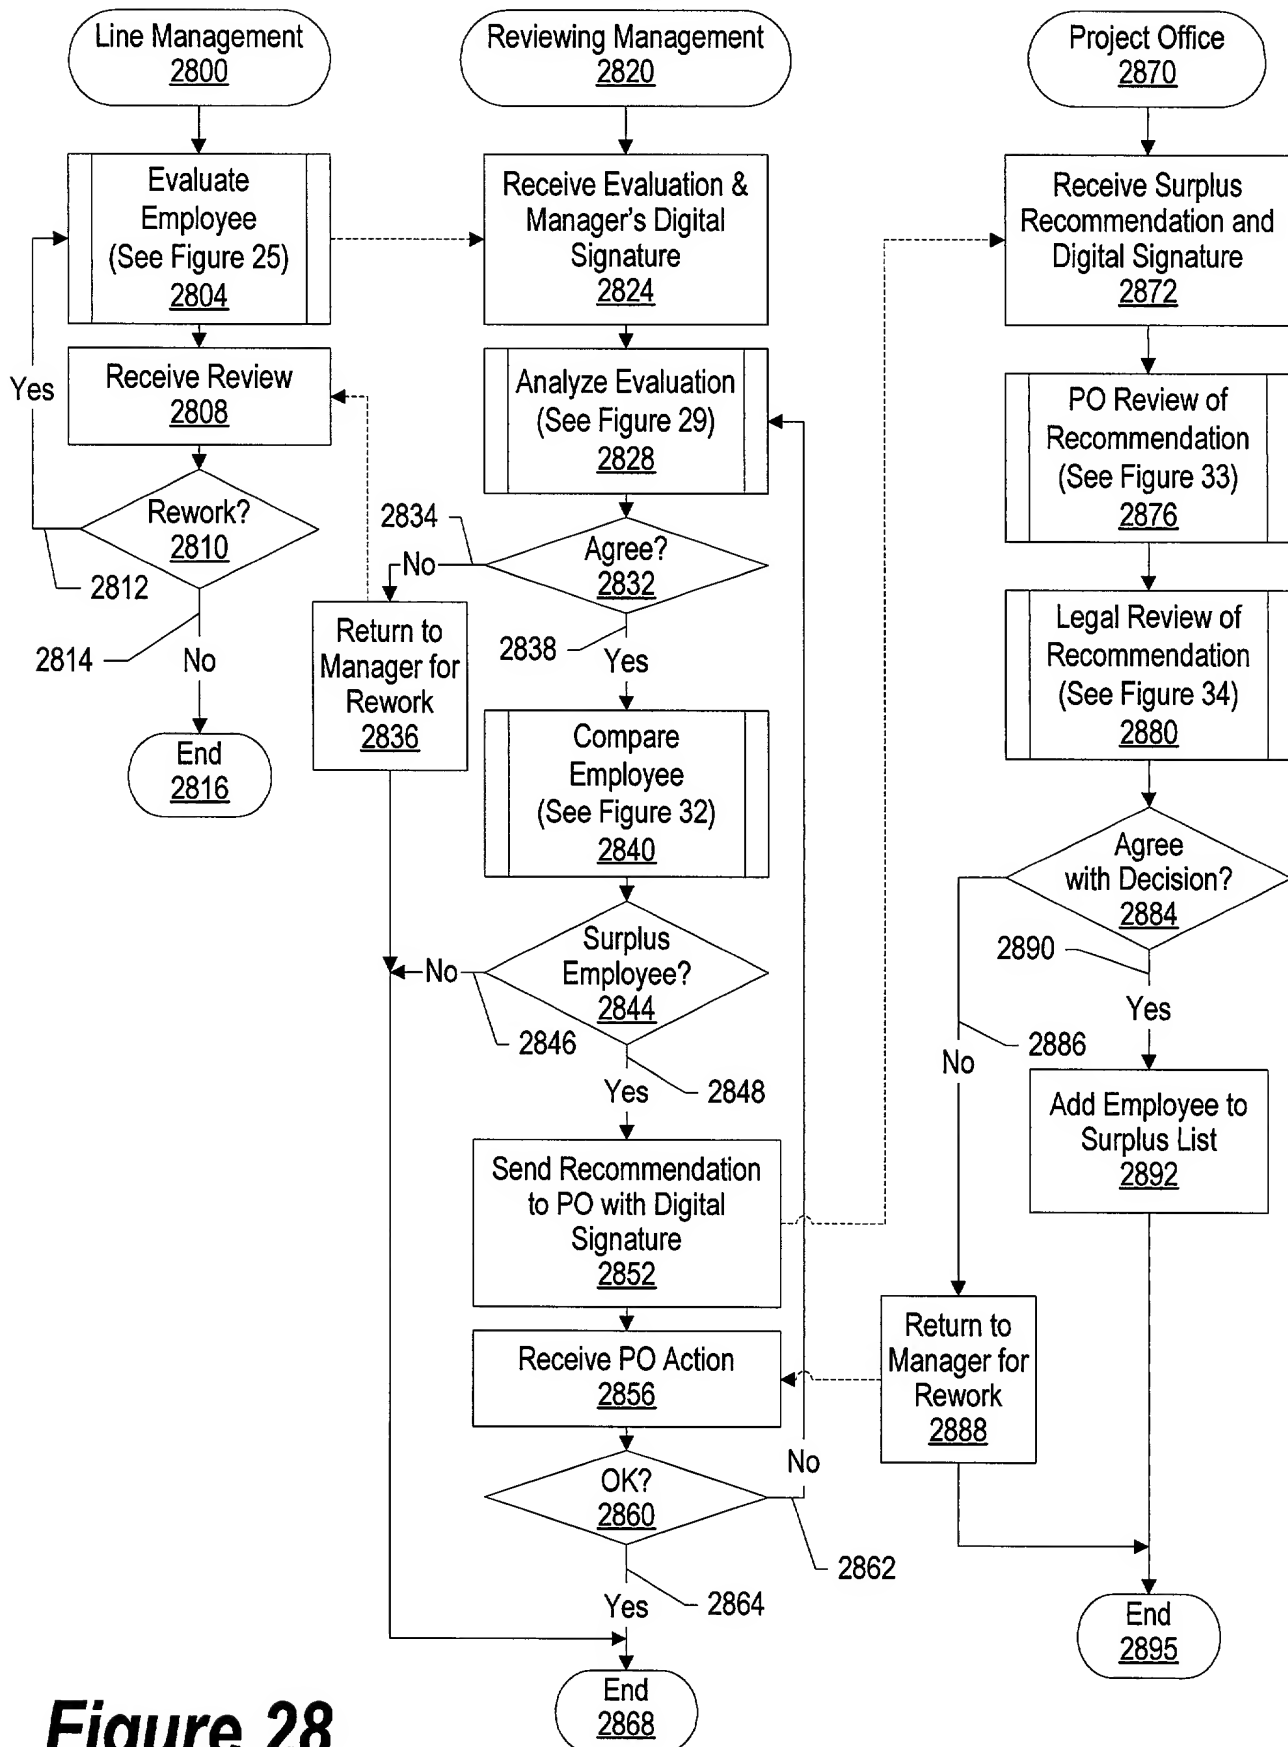 Line Management
2800
Evaluate
Employee
(See Figure 25)
2804
Yes
Receive Review
2808
Rework?
2810
2812
2814
No
End
2816
Reviewing Management
2820
Receive Evaluation &
Manager's Digital
Signature
2824
Analyze Evaluation
(See Figure 29)
2828
2834
No
Agree?
2832
2838
Yes
Return to
Manager for
Rework
2836
Compare
Employee
(See Figure 32)
2840
Surplus
Employee?
2844
No
2846
2848
Yes
Send Recommendation
to PO with Digital
Signature
2852
Receive PO Action
2856
OK?
2860
No
2862
2864
Yes
End
2868
Project Office
2870
Receive Surplus
Recommendation and
Digital Signature
2872
PO Review of
Recommendation
(See Figure 33)
2876
Legal Review of
Recommendation
(See Figure 34)
2880
Agree
with Decision?
2884
2890
Yes
2886
No
Add Employee to
Surplus List
2892
Return to
Manager for
Rework
2888
End
2895
Figure 28